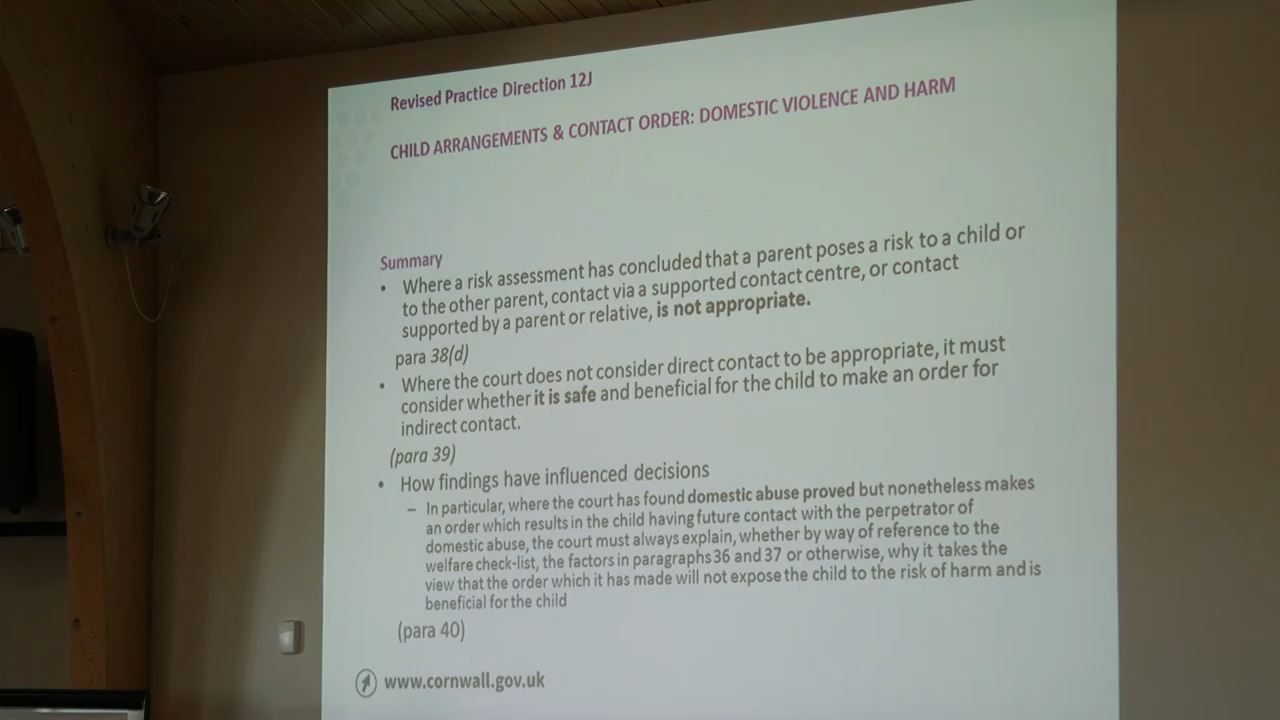 Revised Practice Direction 12J
CHILD ARRANGEMENTS & CONTACT ORDER: DOMESTIC VIOLENCE AND HARM
Summary
• Where a risk assessment has concluded that a parent poses a risk to a child or
to the other parent, contact via a supported contact centre, or contact
supported by a parent or relative, is not appropriate.
para 38(d)
• Where the court does not consider direct contact to be appropriate, it must
consider whether it is safe and beneficial for the child to make an order for
indirect contact.
(para 39)
• How findings have influenced decisions
– In particular, where the court has found domestic abuse proved but nonetheless makes
an order which results in the child having future contact with the perpetrator of
domestic abuse, the court must always explain, whether by way of reference to the
welfare check-list, the factors in paragraphs 36 and 37 or otherwise, why it takes the
view that the order which it has made will not expose the child to the risk of harm and is
beneficial for the child
(para 40)
www.cornwall.gov.uk